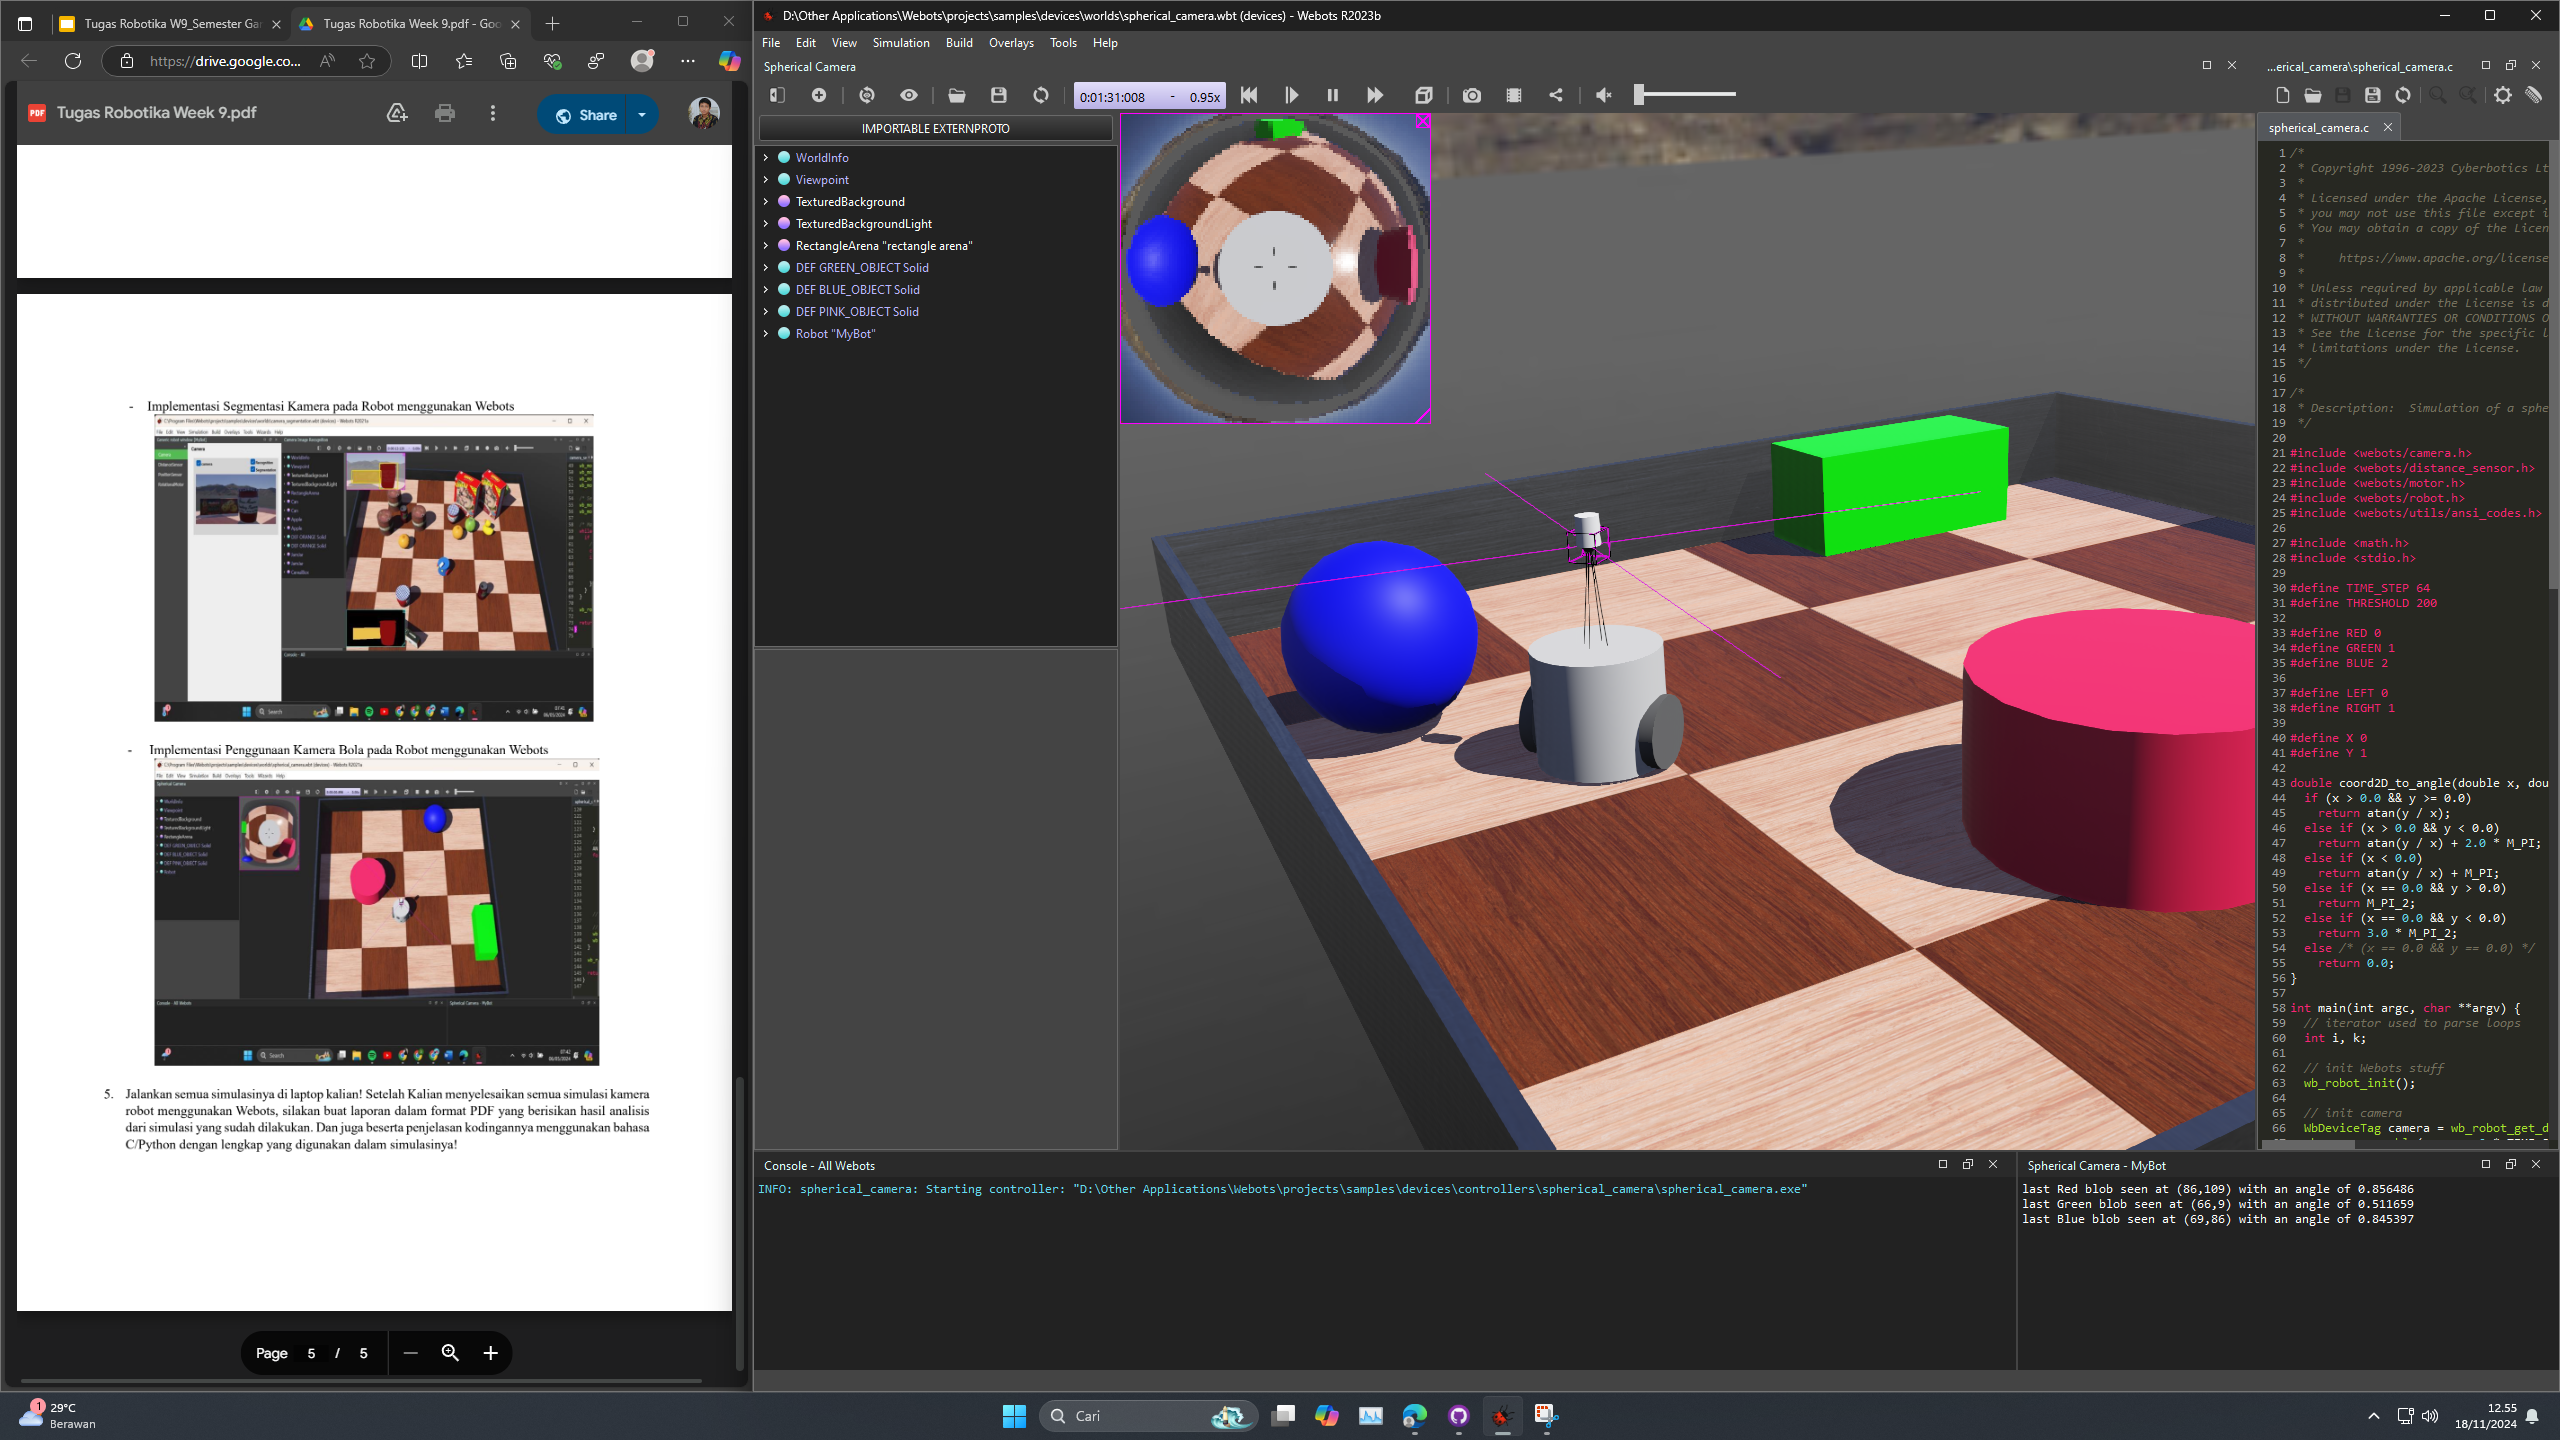 Tugas Robotika W9_Semester Gar
Tugas Robotika Week 9.pdf - Goo
https://drive.google.co...
Tugas Robotika Week 9.pdf
Share
- Implementasi Segmentasi Kamera pada Robot menggunakan Webots
- Implementasi Penggunaan Kamera Bola pada Robot menggunakan Webots
5. Jalankan semua simulasinya di laptop kalian! Setelah Kalian menyelesaikan semua simulasi kamera
robot menggunakan Webots, silakan buat laporan dalam format PDF yang berisikan hasil analisis
dari simulasi yang sudah dilakukan. Dan juga beserta penjelasan kodingannya menggunakan bahasa
C/Python dengan lengkap yang digunakan dalam simulasinya!
Page 5 / 5
D:\Other Applications\Webots\projects\samples\devices\worlds\spherical_camera.wbt (devices) - Webots R2023b
File Edit View Simulation Build Overlays Tools Help
Spherical Camera
0:01:31:008 - 0.95x
IMPORTABLE EXTERNPROTO
WorldInfo
Viewpoint
TexturedBackground
TexturedBackgroundLight
RectangleArena "rectangle arena"
DEF GREEN_OBJECT Solid
DEF BLUE_OBJECT Solid
DEF PINK_OBJECT Solid
Robot "MyBot"
...erical_camera\spherical_camera.c
spherical_camera.c
1 /*
2 * Copyright 1996-2023 Cyberbotics Lt
3 *
4 * Licensed under the Apache License,
5 * you may not use this file except i
6 * You may obtain a copy of the Licen
7 *
8 * https://www.apache.org/license
9 *
10 * Unless required by applicable law
11 * distributed under the License is d
12 * WITHOUT WARRANTIES OR CONDITIONS O
13 * See the License for the specific l
14 * limitations under the License.
15 */
16
17 /*
18 * Description: Simulation of a sphe
19 */
20
21 #include <webots/camera.h>
22 #include <webots/distance_sensor.h>
23 #include <webots/motor.h>
24 #include <webots/robot.h>
25 #include <webots/utils/ansi_codes.h>
26
27 #include <math.h>
28 #include <stdio.h>
29
30 #define TIME_STEP 64
31 #define THRESHOLD 200
32
33 #define RED 0
34 #define GREEN 1
35 #define BLUE 2
36
37 #define LEFT 0
38 #define RIGHT 1
39
40 #define X 0
41 #define Y 1
42
43 double coord2D_to_angle(double x, dou
44 if (x > 0.0 && y >= 0.0)
45 return atan(y / x);
46 else if (x > 0.0 && y < 0.0)
47 return atan(y / x) + 2.0 * M_PI;
48 else if (x < 0.0)
49 return atan(y / x) + M_PI;
50 else if (x == 0.0 && y > 0.0)
51 return M_PI_2;
52 else if (x == 0.0 && y < 0.0)
53 return 3.0 * M_PI_2;
54 else /* (x == 0.0 && y == 0.0) */
55 return 0.0;
56 }
57
58 int main(int argc, char **argv) {
59 // iterator used to parse loops
60 int i, k;
61
62 // init Webots stuff
63 wb_robot_init();
64
65 // init camera
66 WbDeviceTag camera = wb_robot_get_d
Console - All Webots
INFO: spherical_camera: Starting controller: "D:\Other Applications\Webots\projects\samples\devices\controllers\spherical_camera\spherical_camera.exe"
Spherical Camera - MyBot
last Red blob seen at (86,109) with an angle of 0.856486
last Green blob seen at (66,9) with an angle of 0.511659
last Blue blob seen at (69,86) with an angle of 0.845397
1
29°C
Berawan
Cari
12.55
18/11/2024